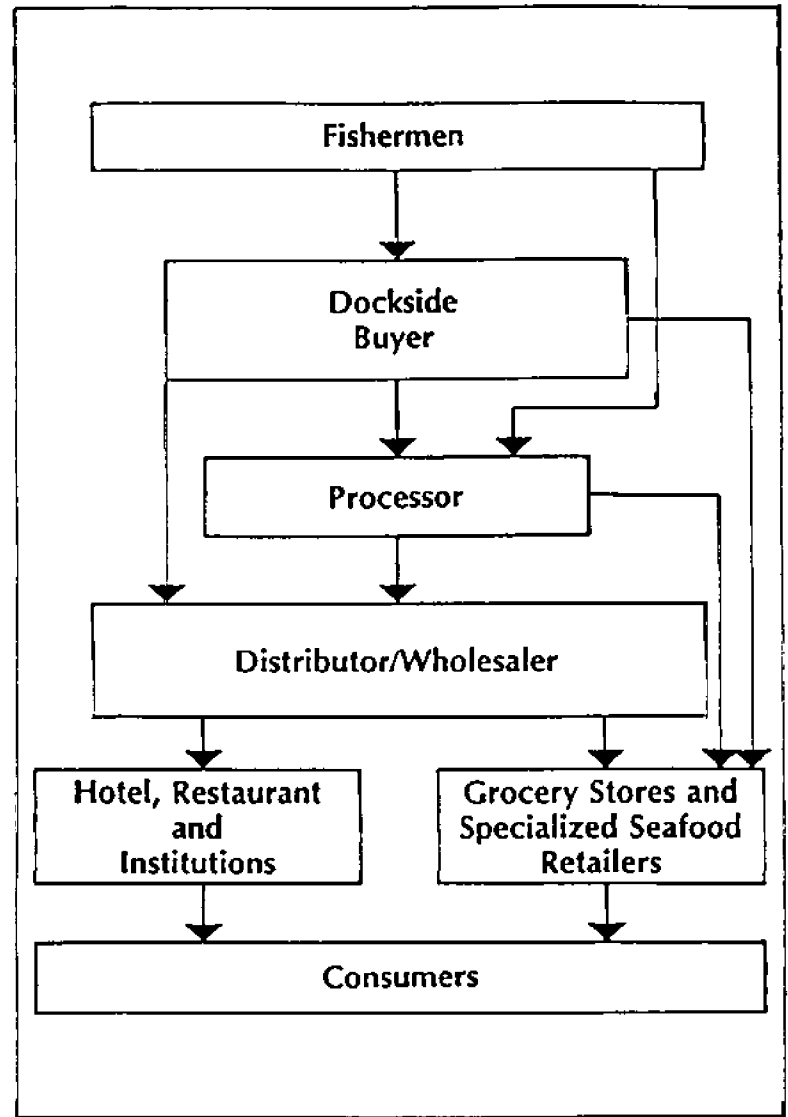 Fishermen
Dockside
Buyer
Processor
Distributor/Wholesaler
Hotel, Restaurant
and
Institutions
Grocery Stores and
Specialized Seafood
Retailers
Consumers